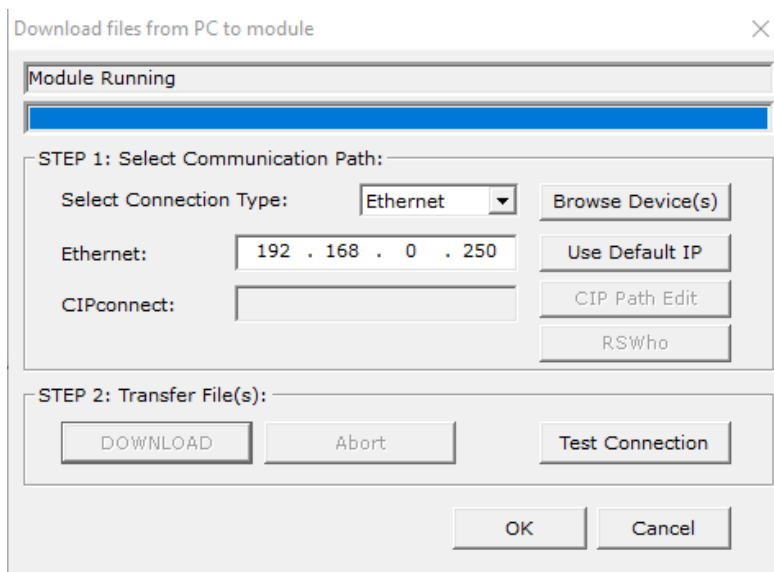 Download files from PC to module
Module Running
STEP 1: Select Communication Path:
Select Connection Type: Ethernet Browse Device(s)
Ethernet: 192 . 168 . 0 . 250 Use Default IP
CIPconnect: CIP Path Edit
RSWho
STEP 2: Transfer File(s):
DOWNLOAD Abort Test Connection
OK Cancel